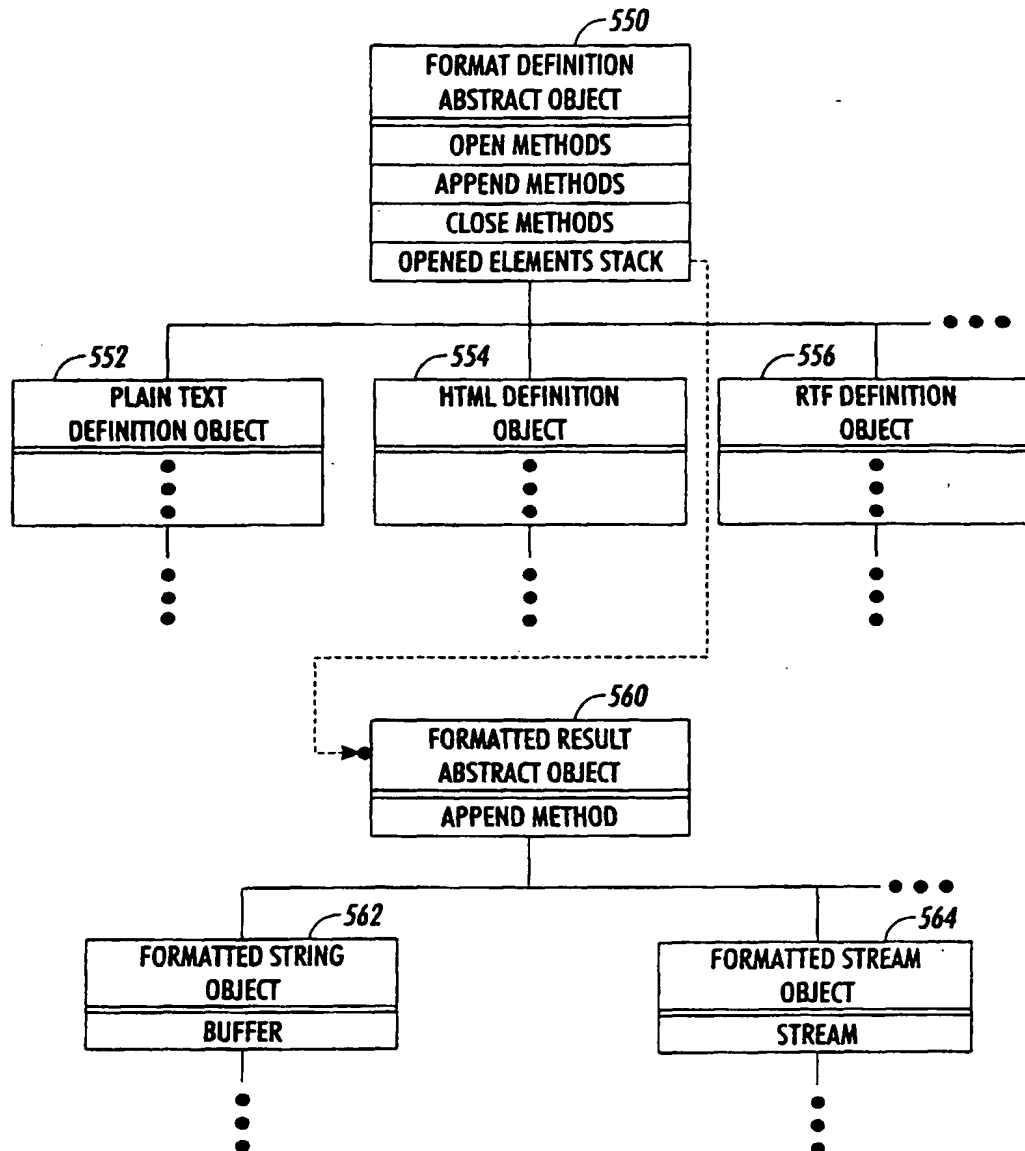 550
FORMAT DEFINITION
ABSTRACT OBJECT
OPEN METHODS
APPEND METHODS
CLOSE METHODS
OPENED ELEMENTS STACK
552
PLAIN TEXT
DEFINITION OBJECT
554
HTML DEFINITION
OBJECT
556
RTF DEFINITION
OBJECT
560
FORMATTED RESULT
ABSTRACT OBJECT
APPEND METHOD
562
FORMATTED STRING
OBJECT
BUFFER
564
FORMATTED STREAM
OBJECT
STREAM